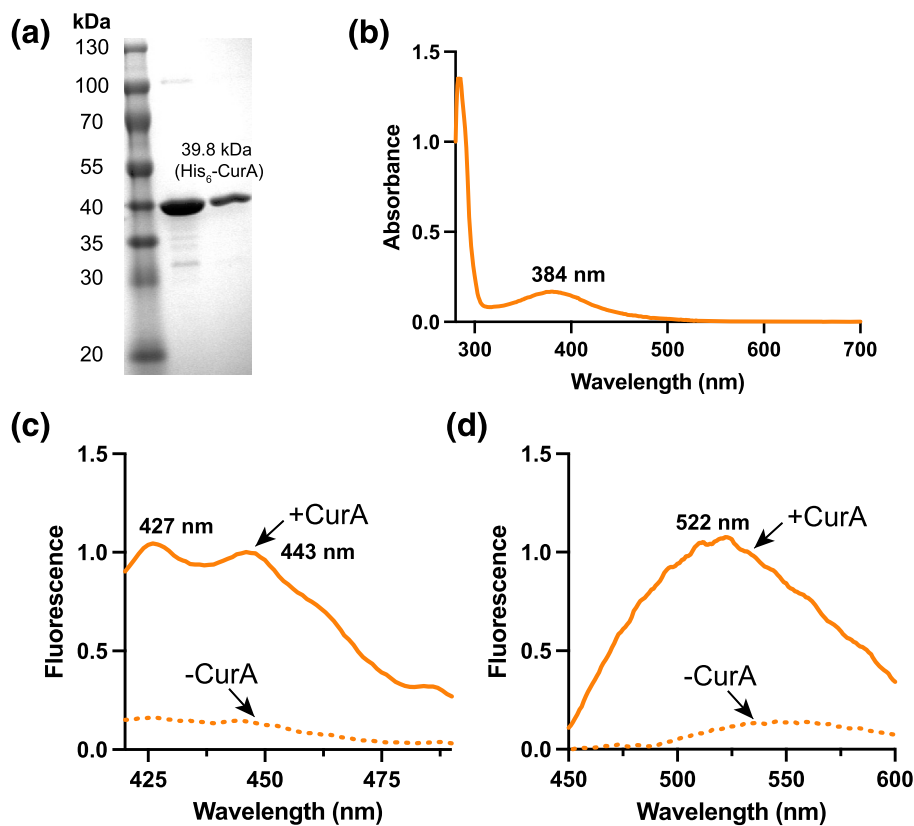 (a)
kDa
130
100
70
55
40
35
30
20
39.8 kDa
(His6-CurA)
(b)
Absorbance
1.5
1.0
0.5
0.0
384 nm
300 400 500 600 700
Wavelength (nm)
(c)
Fluorescence
1.5
1.0
0.5
0.0
427 nm
+CurA
443 nm
-CurA
425 450 475
Wavelength (nm)
(d)
Fluorescence
1.5
1.0
0.5
0.0
522 nm
+CurA
-CurA
450 500 550 600
Wavelength (nm)